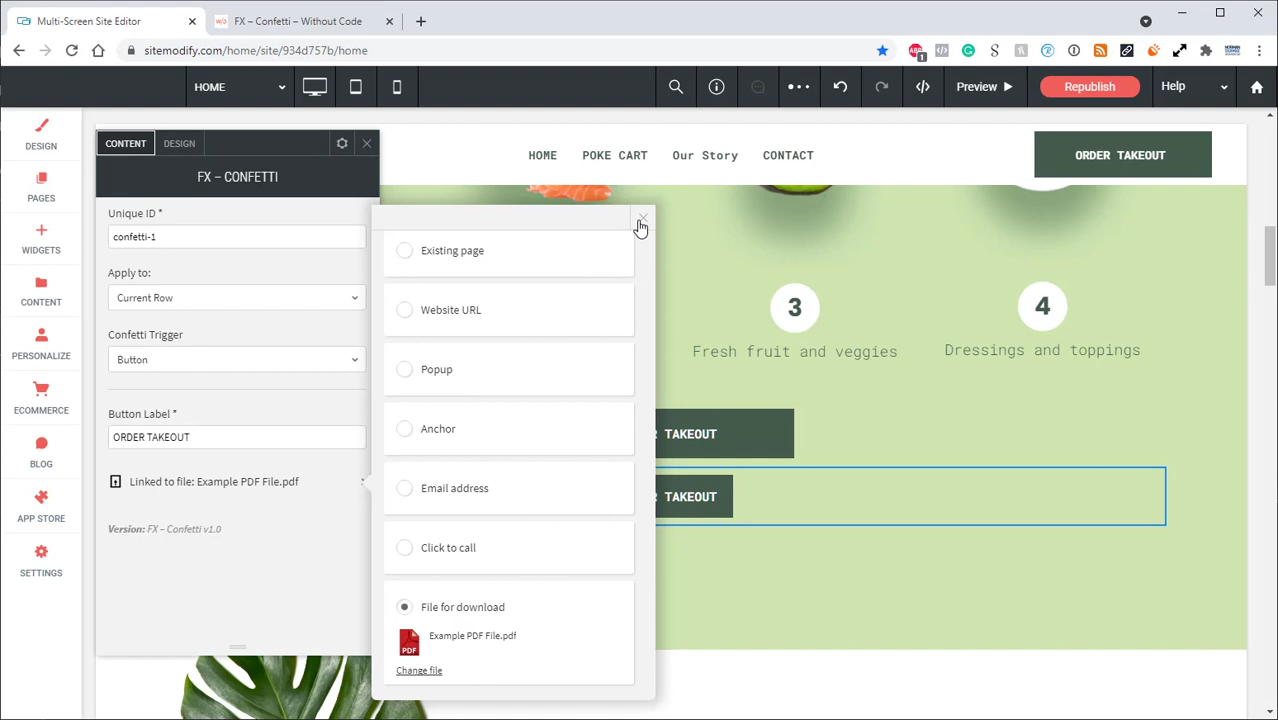 Multi-Screen Site Editor
FX – Confetti – Without Code
sitemodify.com/home/site/934d757b/home
1
HOME
Preview
Republish
Help
DESIGN
PAGES
WIDGETS
CONTENT
PERSONALIZE
ECOMMERCE
BLOG
APP STORE
SETTINGS
CONTENT
DESIGN
FX – CONFETTI
Unique ID *
confetti-1
Apply to:
Current Row
Confetti Trigger
Button
Button Label *
ORDER TAKEOUT
Linked to file: Example PDF File.pdf
Version: FX – Confetti v1.0
Existing page
Website URL
Popup
Anchor
Email address
Click to call
File for download
PDF
Example PDF File.pdf
Change file
HOME
POKE CART
Our Story
CONTACT
ORDER TAKEOUT
3
4
Fresh fruit and veggies
Dressings and toppings
R TAKEOUT
R TAKEOUT